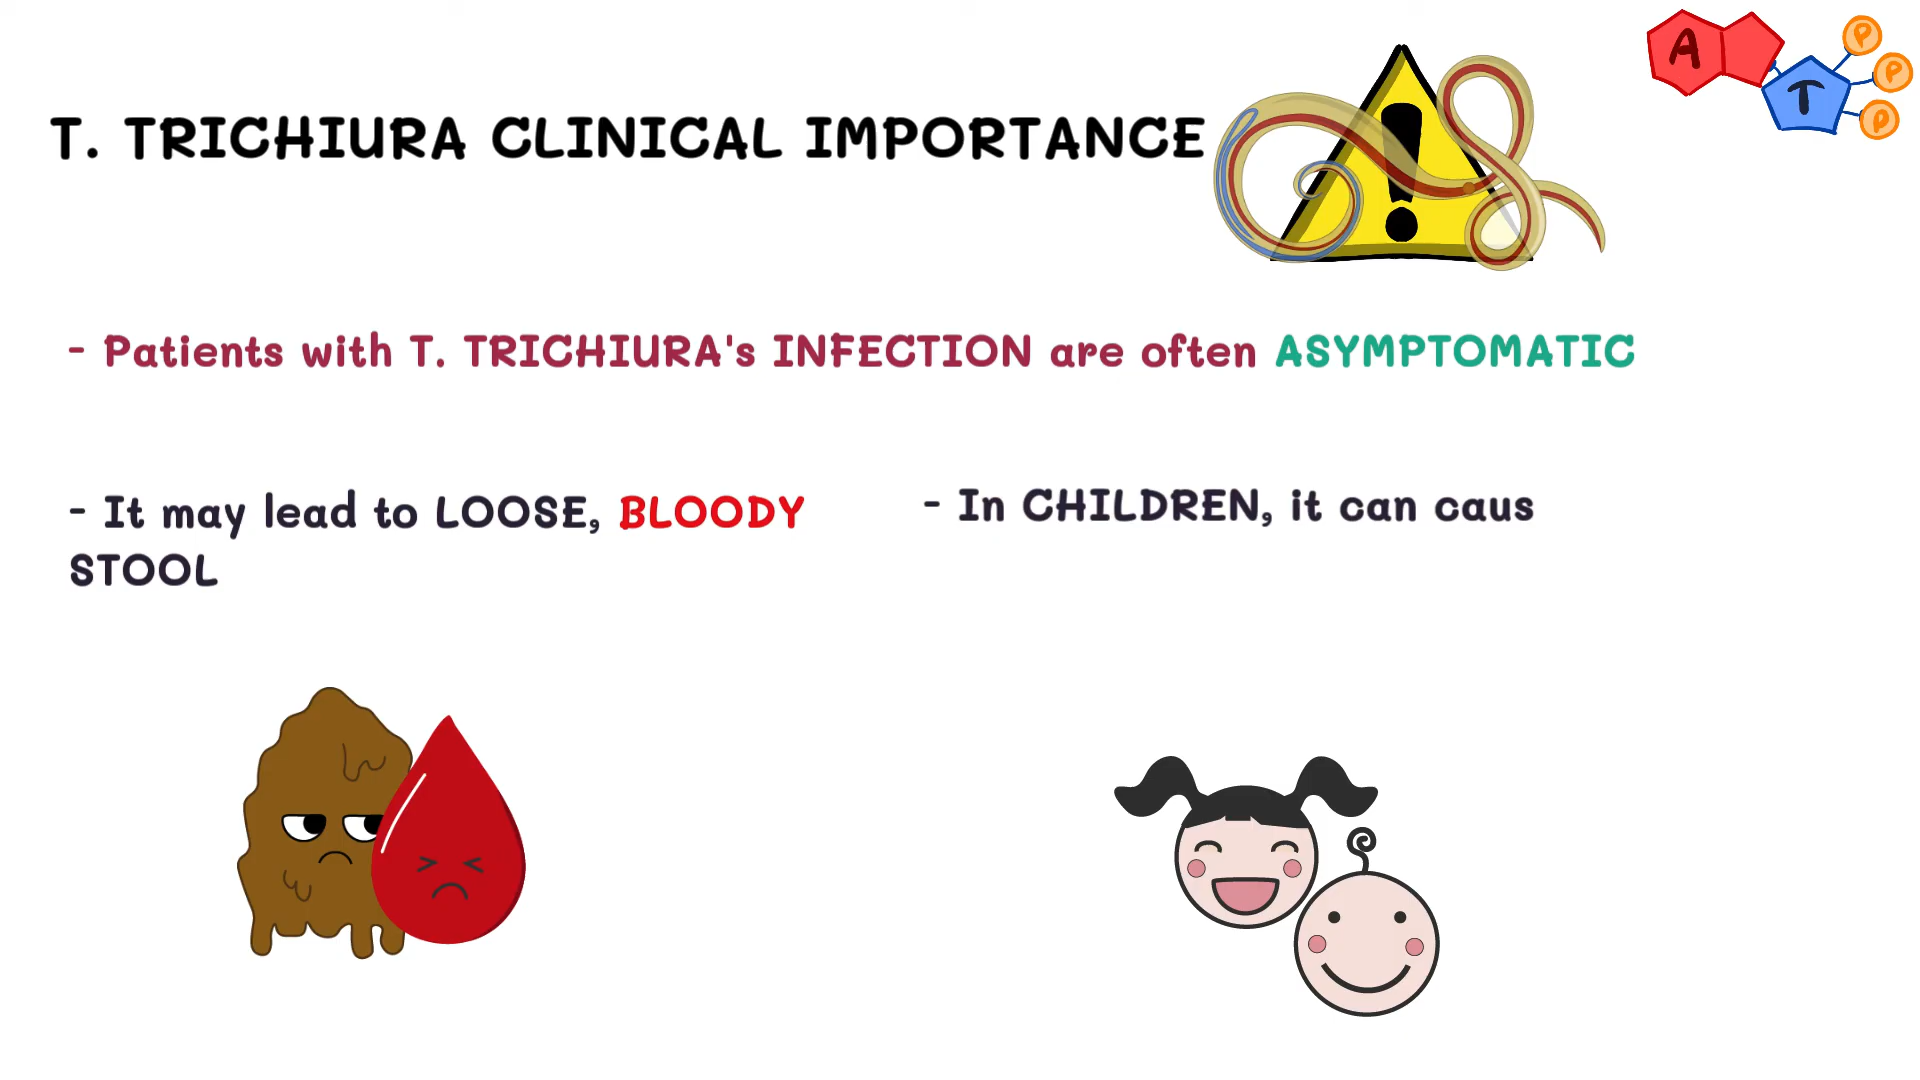 T. TRICHIURA CLINICAL IMPORTANCE
A
T
P
P
P
- Patients with T. TRICHIURA's INFECTION are often ASYMPTOMATIC
- It may lead to LOOSE, BLOODY
STOOL
- In CHILDREN, it can caus